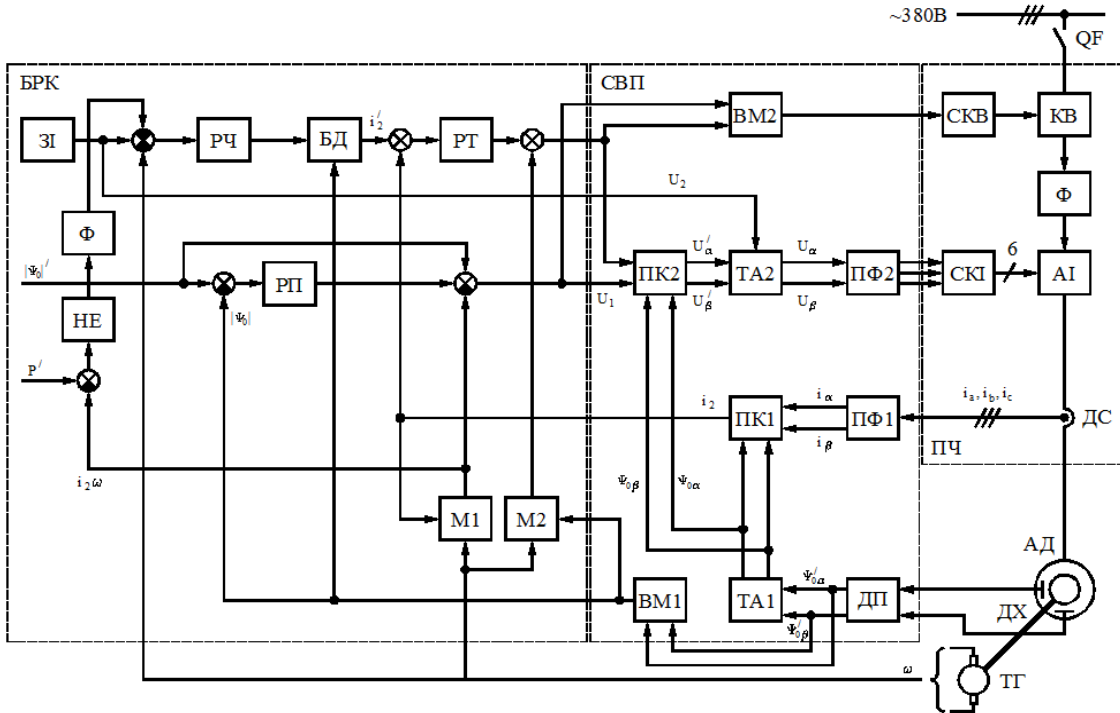 ~380В
QF
БРК
СВП
ЗІ
РЧ
БД
i₂′
РТ
ВМ2
СКВ
КВ
U₂
Ф
Ф
|Ψ₀|′
РП
ПК2
U′α
U′β
ТА2
Uα
Uβ
ПФ2
СКІ
6
АІ
U₁
|Ψ₀|
НЕ
P′
i₂
ПК1
iα
iβ
ПФ1
iₐ, i_b, i_c
ДС
ПЧ
i₂ω
Ψ₀β
Ψ₀α
М1
М2
АД
ВМ1
ТА1
Ψ′₀α
Ψ′₀β
ДП
ДХ
ω
ТГ